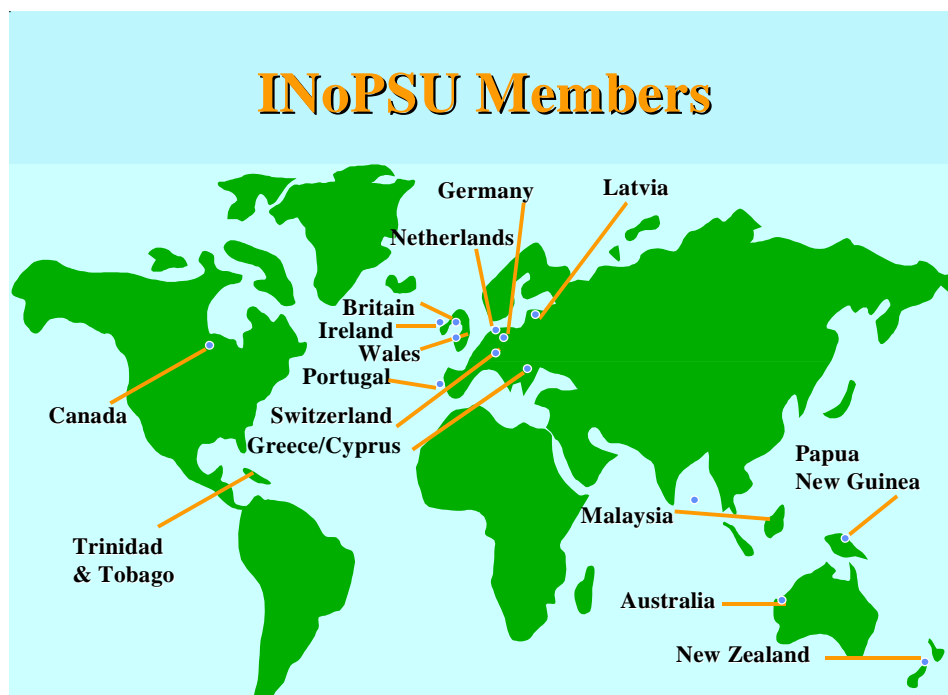 INoPSU Members
Germany
Latvia
Netherlands
Britain
Ireland
Wales
Portugal
Canada
Switzerland
Greece/Cyprus
Papua
New Guinea
Malaysia
Trinidad
& Tobago
Australia
New Zealand